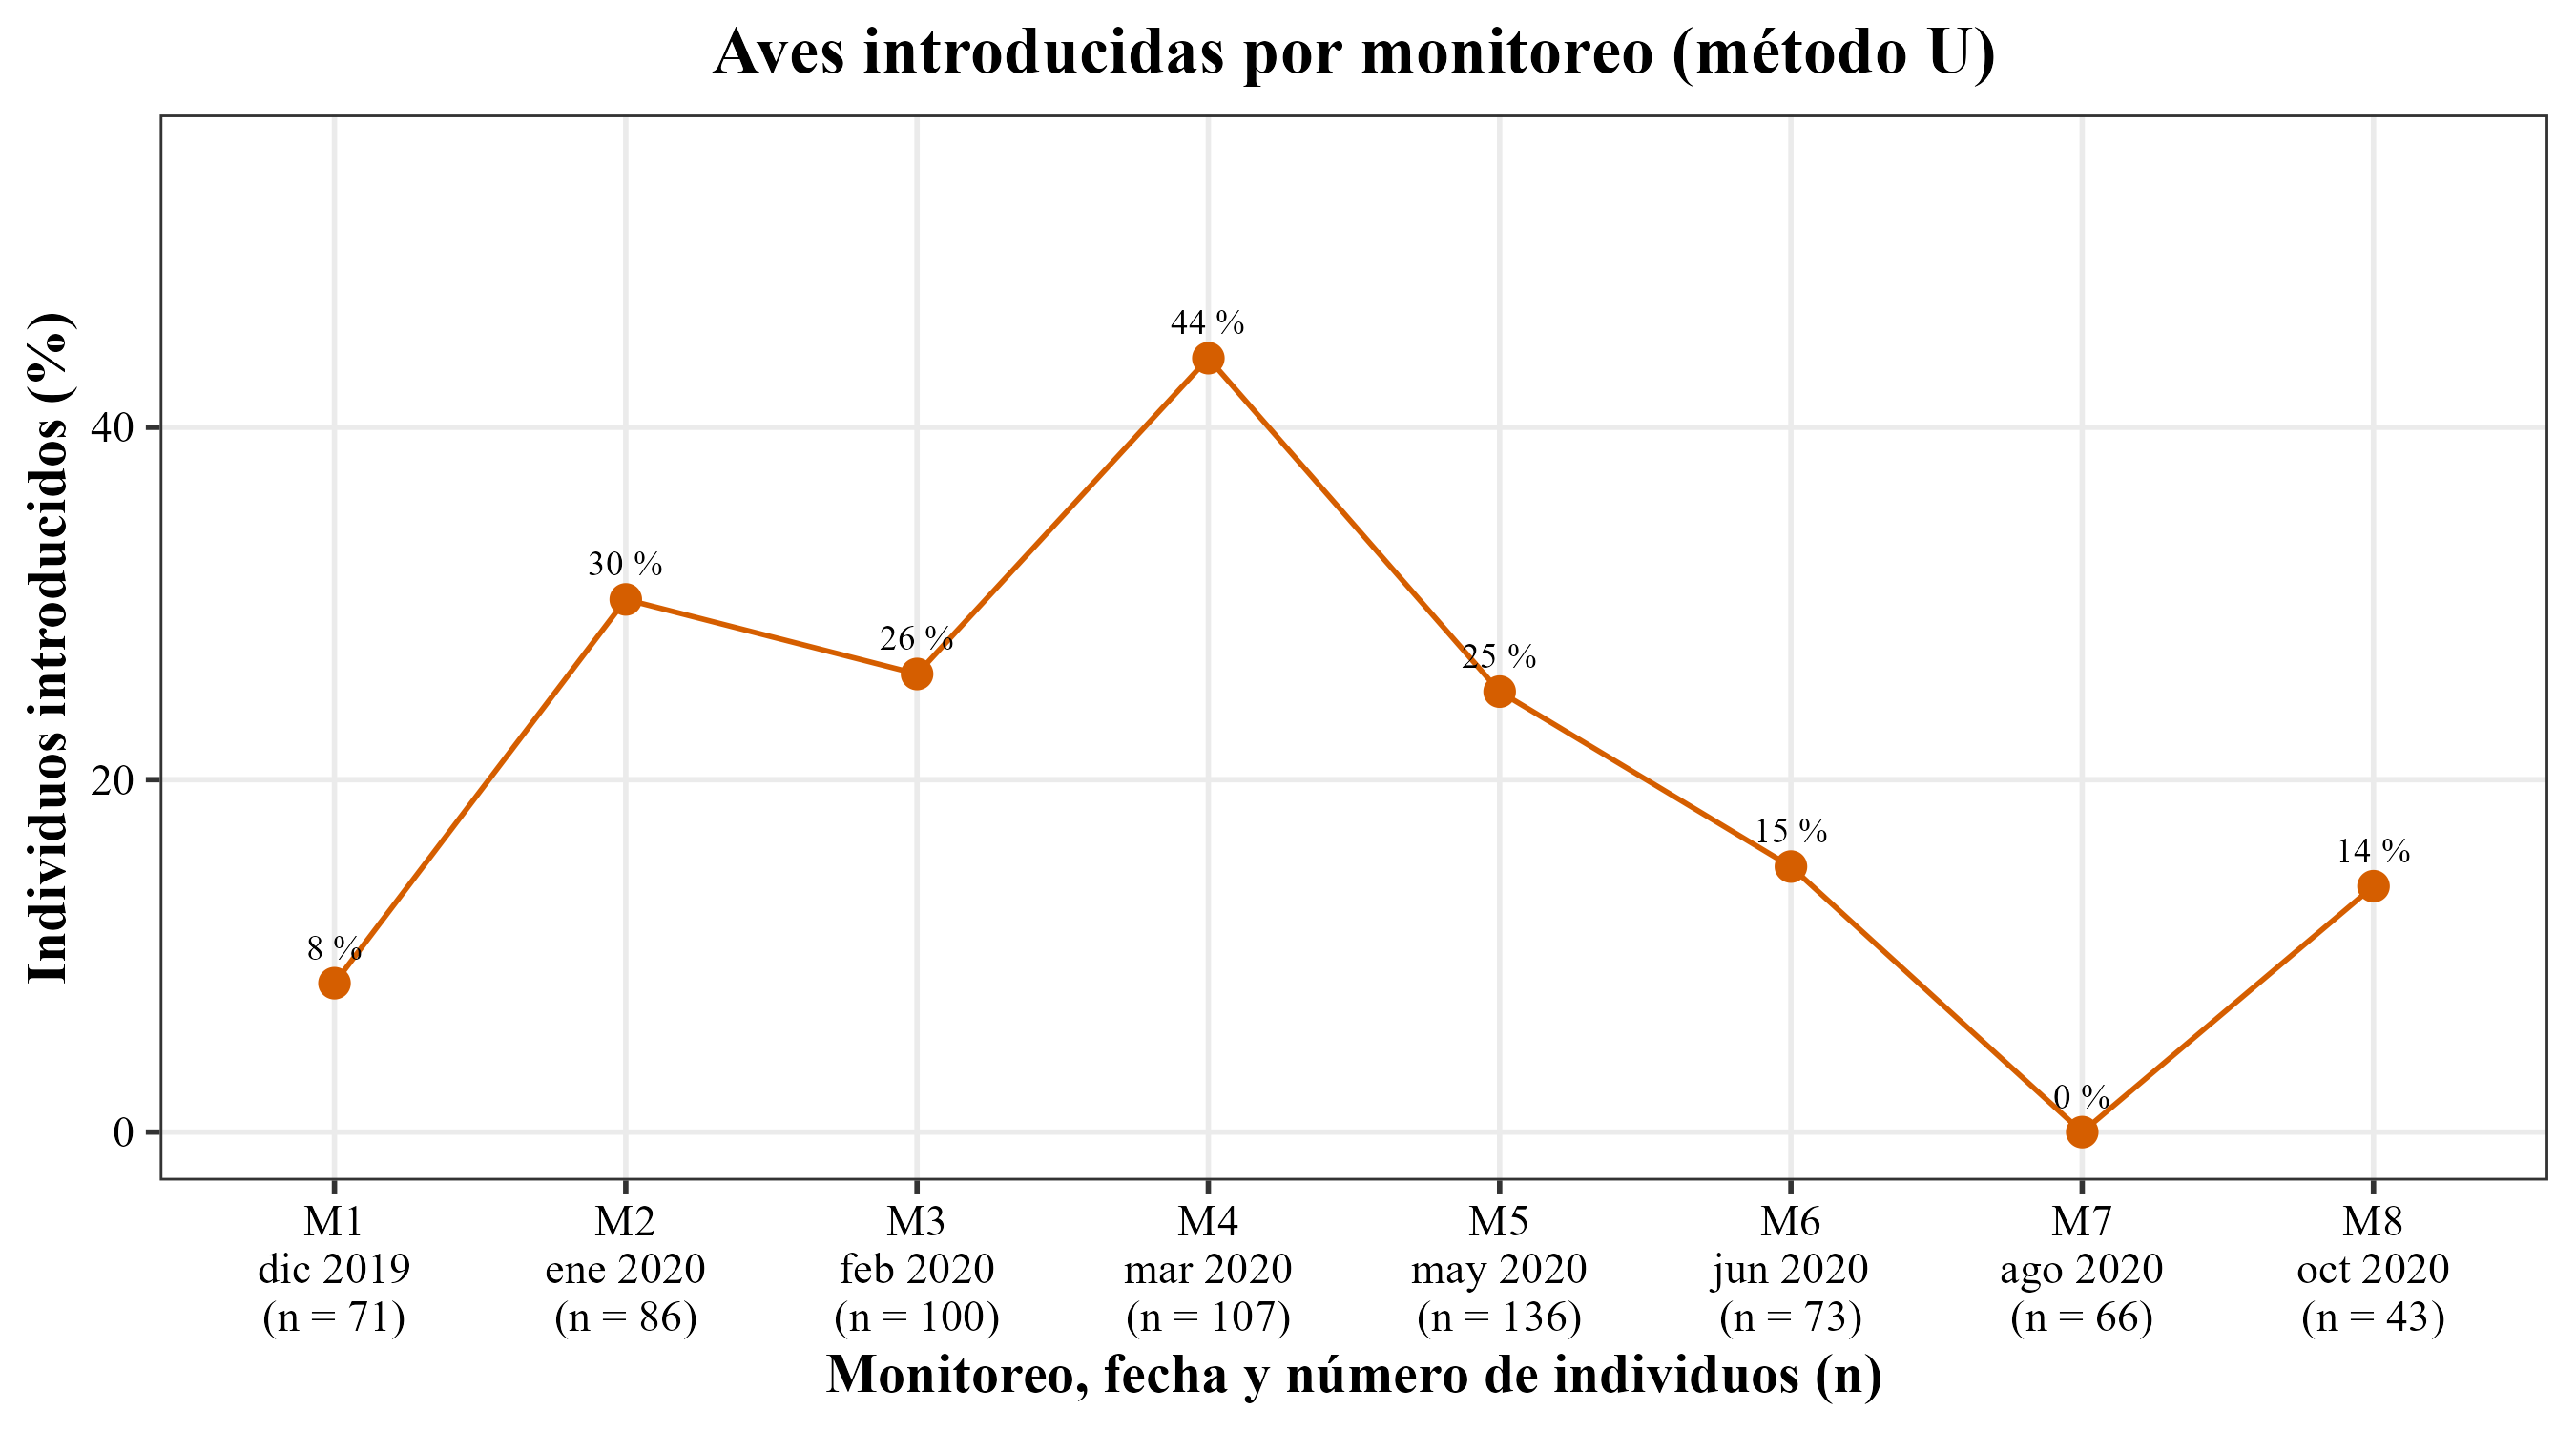 Aves introducidas por monitoreo (método U)
Individuos introducidos (%)
40
20
0
8 %
30 %
26 %
44 %
25 %
15 %
0 %
14 %
M1 M2 M3 M4 M5 M6 M7 M8
dic 2019 ene 2020 feb 2020 mar 2020 may 2020 jun 2020 ago 2020 oct 2020
(n = 71) (n = 86) (n = 100) (n = 107) (n = 136) (n = 73) (n = 66) (n = 43)
Monitoreo, fecha y número de individuos (n)